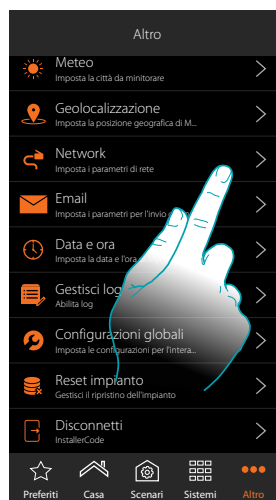 Altro
Meteo
Imposta la città da minitorare
Geolocalizzazione
Imposta la posizione geografica di M...
Network
Imposta i parametri di rete
Email
Imposta i parametri per l'invio
Data e ora
Imposta la data e l'ora
Gestisci log
Abilita log
Configurazioni globali
Imposta le configurazioni per l'intera...
Reset impianto
Gestisci il ripristino dell'impianto
Disconnetti
InstallerCode
Preferiti Casa Scenari Sistemi Altro